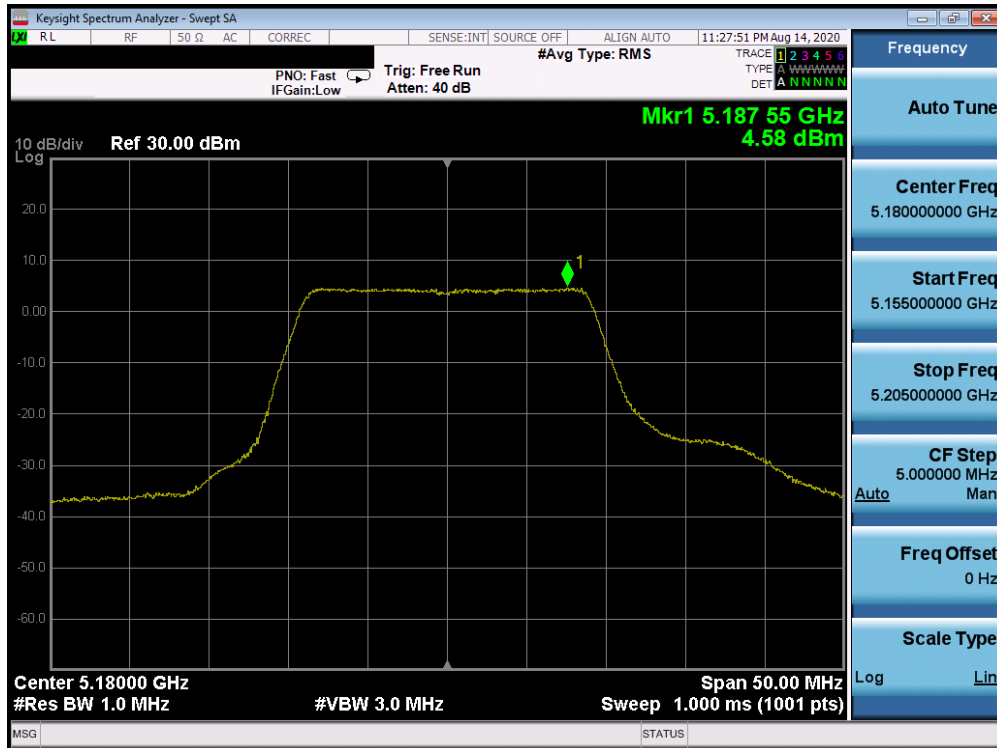 Keysight Spectrum Analyzer - Swept SA
LXI RL RF 50 Ω AC CORREC SENSE:INT SOURCE OFF ALIGN AUTO 11:27:51 PM Aug 14, 2020
#Avg Type: RMS
TRACE 1 2 3 4 5 6
PNO: Fast Trig: Free Run
TYPE A WWWWW
IFGain:Low Atten: 40 dB
DET A N N N N N
Mkr1 5.187 55 GHz
4.58 dBm
10 dB/div Ref 30.00 dBm
Log
20.0
10.0
1
0.00
-10.0
-20.0
-30.0
-40.0
-50.0
-60.0
Center 5.18000 GHz Span 50.00 MHz
#Res BW 1.0 MHz #VBW 3.0 MHz Sweep 1.000 ms (1001 pts)
MSG STATUS
Frequency
Auto Tune
Center Freq
5.180000000 GHz
Start Freq
5.155000000 GHz
Stop Freq
5.205000000 GHz
CF Step
5.000000 MHz
Auto Man
Freq Offset
0 Hz
Scale Type
Log Lin